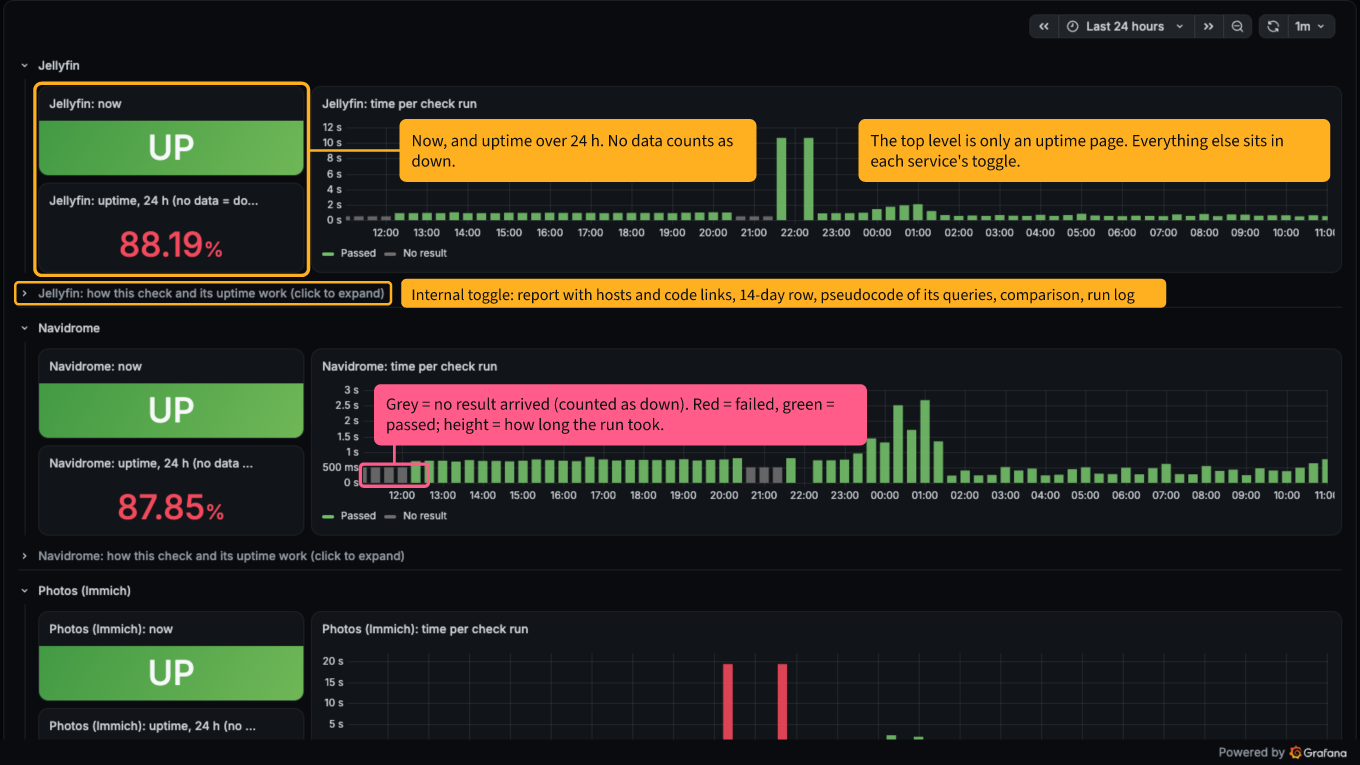 Last 24 hours
1m
Jellyfin
Jellyfin: now
UP
Jellyfin: uptime, 24 h (no data = do...
88.19%
Jellyfin: time per check run
12 s
10 s
8 s
6 s
4 s
2 s
0 s
12:00 13:00 14:00 15:00 16:00 17:00 18:00 19:00 20:00 21:00 22:00 23:00 00:00 01:00 02:00 03:00 04:00 05:00 06:00 07:00 08:00 09:00 10:00 11:0
Passed No result
Now, and uptime over 24 h. No data counts as
down.
The top level is only an uptime page. Everything else sits in
each service's toggle.
Jellyfin: how this check and its uptime work (click to expand)
Internal toggle: report with hosts and code links, 14-day row, pseudocode of its queries, comparison, run log
Navidrome
Navidrome: now
UP
Navidrome: uptime, 24 h (no data ...
87.85%
Navidrome: time per check run
3 s
2.5 s
2 s
1.5 s
1 s
500 ms
0 s
12:00 13:00 14:00 15:00 16:00 17:00 18:00 19:00 20:00 21:00 22:00 23:00 00:00 01:00 02:00 03:00 04:00 05:00 06:00 07:00 08:00 09:00 10:00 11:0
Passed No result
Grey = no result arrived (counted as down). Red = failed, green =
passed; height = how long the run took.
Navidrome: how this check and its uptime work (click to expand)
Photos (Immich)
Photos (Immich): now
UP
Photos (Immich): uptime, 24 h (no ...
Photos (Immich): time per check run
20 s
15 s
10 s
5 s
Powered by Grafana